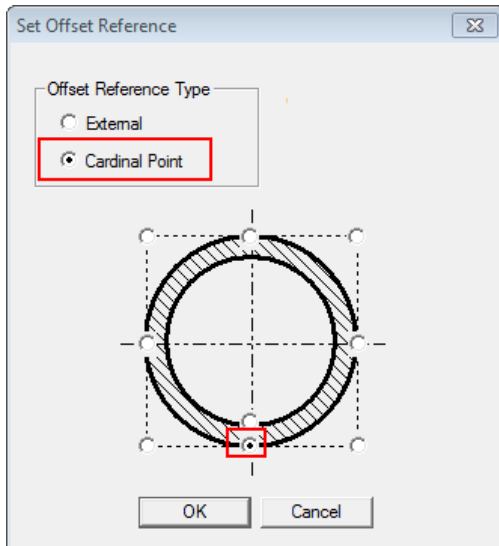 Set Offset Reference
Offset Reference Type
External
Cardinal Point
OK
Cancel